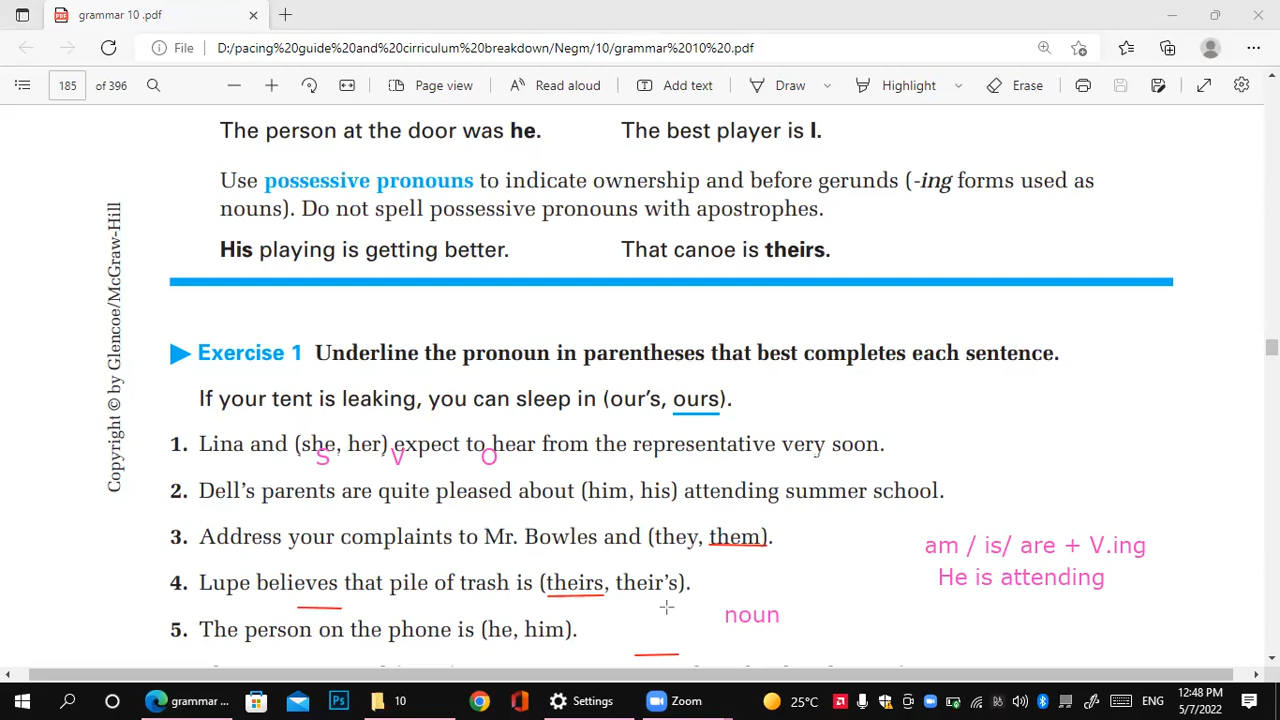 grammar 10 .pdf
File D:/pacing%20guide%20and%20cirriculum%20breakdown/Negm/10/grammar%2010%20.pdf
185 of 396 Page view Read aloud Add text Draw Highlight Erase
The person at the door was he. The best player is I.
Use possessive pronouns to indicate ownership and before gerunds (-ing forms used as
nouns). Do not spell possessive pronouns with apostrophes.
His playing is getting better. That canoe is theirs.
Copyright © by Glencoe/McGraw-Hill
Exercise 1 Underline the pronoun in parentheses that best completes each sentence.
If your tent is leaking, you can sleep in (our's, ours).
1. Lina and (she, her) expect to hear from the representative very soon.
S V O
2. Dell's parents are quite pleased about (him, his) attending summer school.
3. Address your complaints to Mr. Bowles and (they, them).
am / is/ are + V.ing
He is attending
4. Lupe believes that pile of trash is (theirs, their's).
noun
5. The person on the phone is (he, him).
grammar ... 10 Settings Zoom 25°C ENG 12:48 PM
5/7/2022